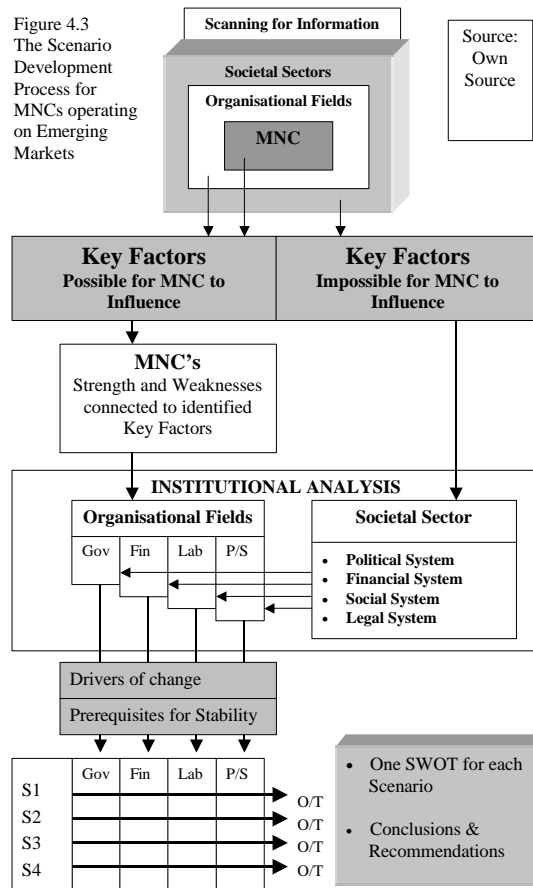 Figure 4.3
The Scenario
Development
Process for
MNCs operating
on Emerging
Markets
Scanning for Information
Source:
Own
Source
Societal Sectors
Organisational Fields
MNC
Key Factors
Possible for MNC to
Influence
Key Factors
Impossible for MNC to
Influence
MNC's
Strength and Weaknesses
connected to identified
Key Factors
INSTITUTIONAL ANALYSIS
Organisational Fields
Gov Fin Lab P/S
Societal Sector
• Political System
• Financial System
• Social System
• Legal System
Drivers of change
Prerequisites for Stability
Gov Fin Lab P/S
S1 O/T
S2 O/T
S3 O/T
S4 O/T
• One SWOT for each
Scenario
• Conclusions &
Recommendations